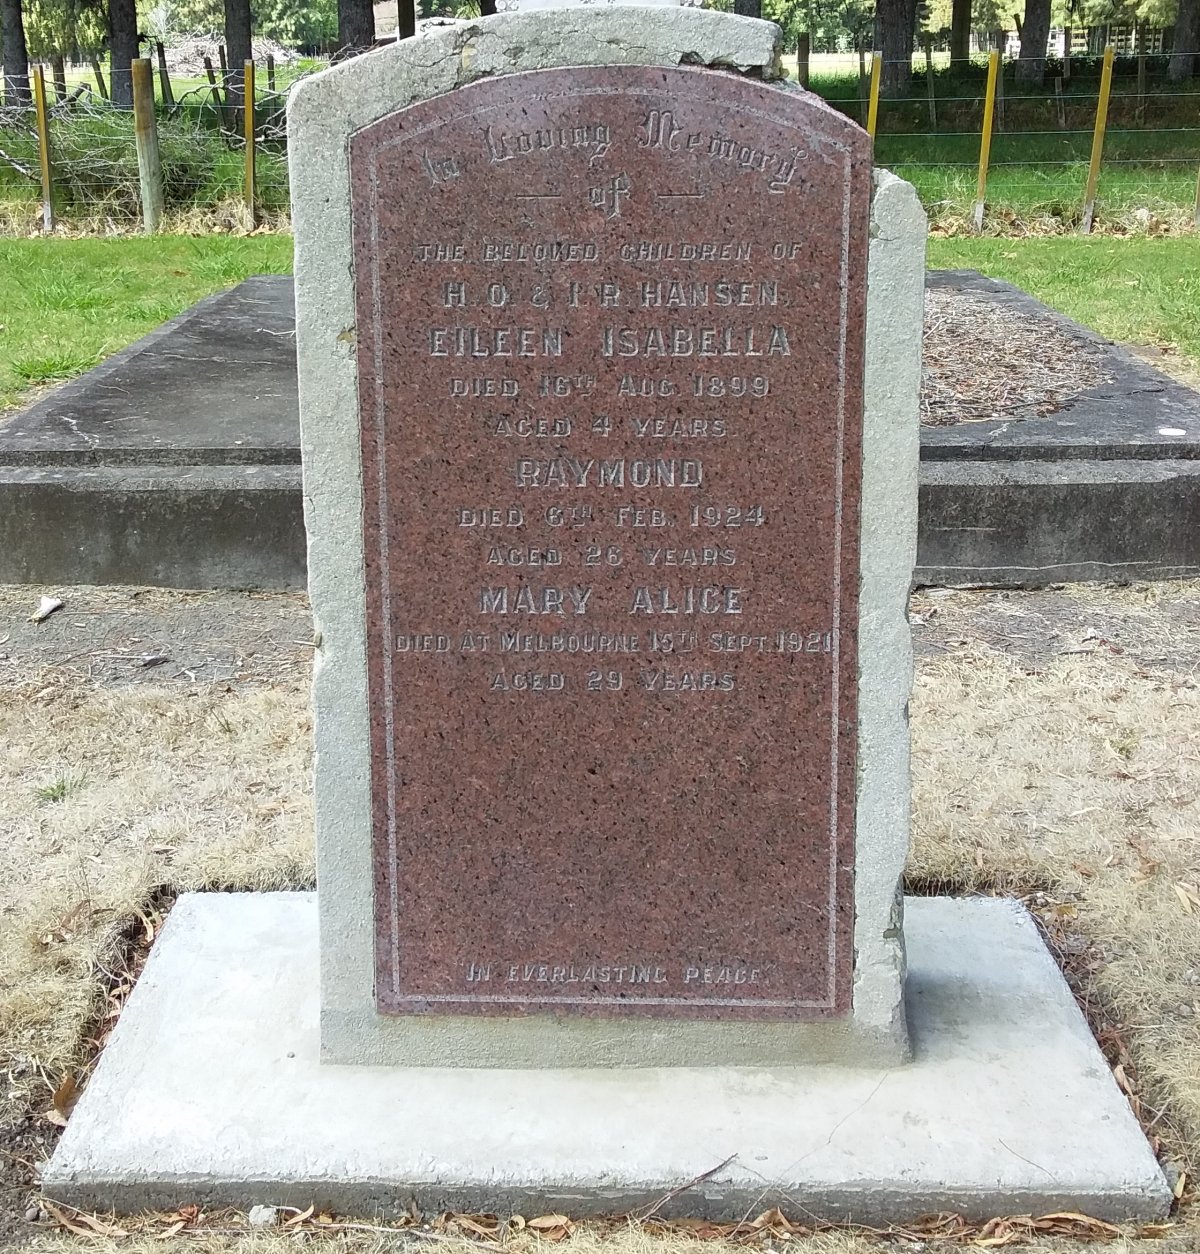 In Loving Memory
of
THE BELOVED CHILDREN OF
H. O. & I. R. HANSEN
EILEEN ISABELLA
DIED 16TH AUG. 1899
AGED 4 YEARS.
RAYMOND
DIED 6TH FEB. 1924
AGED 26 YEARS
MARY ALICE
DIED AT MELBOURNE 15TH SEPT. 1921
AGED 29 YEARS.
"IN EVERLASTING PEACE"